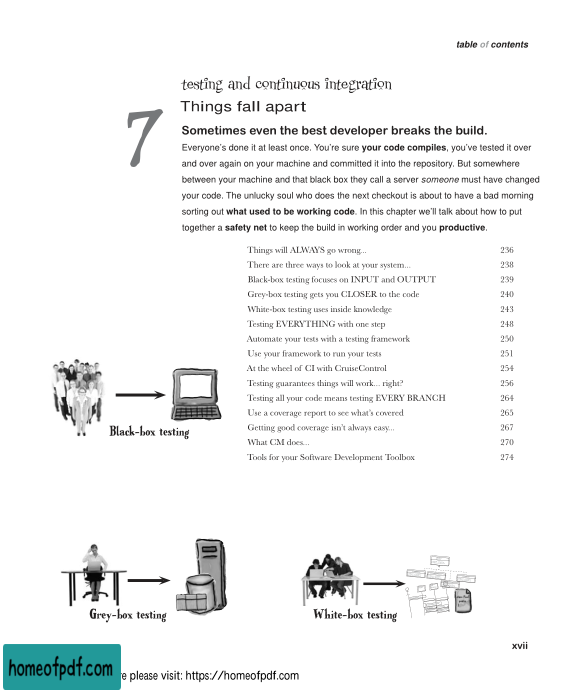 table of contents
testing and continuous integration
7
Things fall apart
Sometimes even the best developer breaks the build.
Everyone's done it at least once. You're sure your code compiles, you've tested it over
and over again on your machine and committed it into the repository. But somewhere
between your machine and that black box they call a server someone must have changed
your code. The unlucky soul who does the next checkout is about to have a bad morning
sorting out what used to be working code. In this chapter we'll talk about how to put
together a safety net to keep the build in working order and you productive.
Things will ALWAYS go wrong... 236
There are three ways to look at your system... 238
Black-box testing focuses on INPUT and OUTPUT 239
Grey-box testing gets you CLOSER to the code 240
White-box testing uses inside knowledge 243
Testing EVERYTHING with one step 248
Automate your tests with a testing framework 250
Use your framework to run your tests 251
At the wheel of CI with CruiseControl 254
Testing guarantees things will work... right? 256
Testing all your code means testing EVERY BRANCH 264
Use a coverage report to see what's covered 265
Getting good coverage isn't always easy... 267
What CM does... 270
Tools for your Software Development Toolbox 274
Black-box testing
Grey-box testing
White-box testing
xvii
homeofpdf.com
e please visit: https://homeofpdf.com